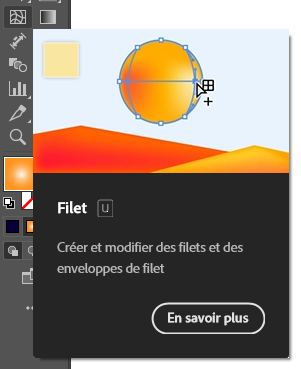 Filet U
Créer et modifier des filets et des
enveloppes de filet
En savoir plus